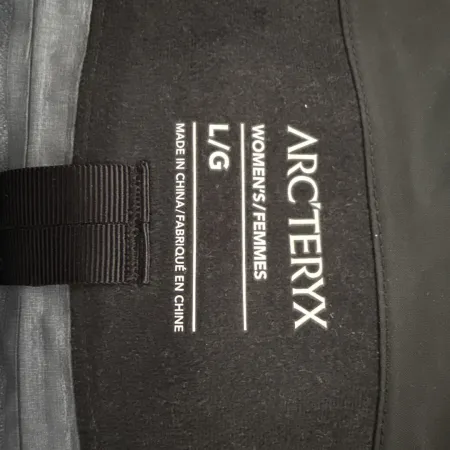 ARC'TERYX
WOMEN'S/FEMMES
L/G
MADE IN CHINA/FABRIQUÉ EN CHINE